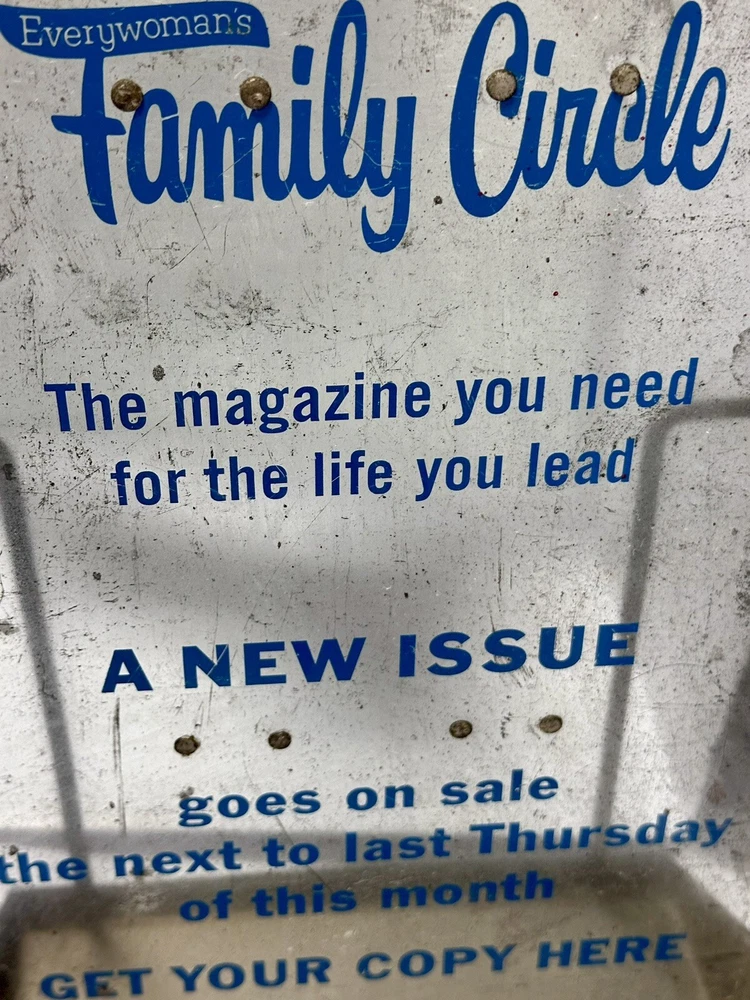 Everywoman's
Family Circle
The magazine you need
for the life you lead
A NEW ISSUE
goes on sale
the next to last Thursday
of this month
GET YOUR COPY HERE